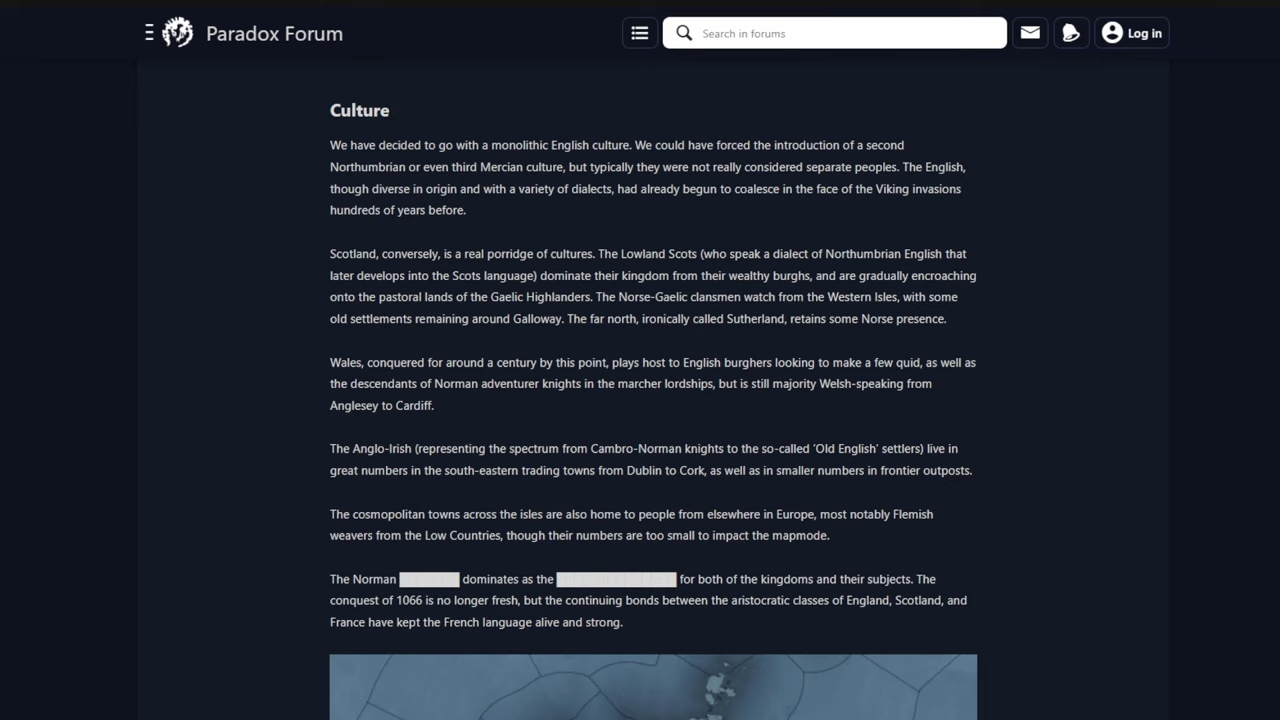 Paradox Forum
Search in forums
Log in
Culture
We have decided to go with a monolithic English culture. We could have forced the introduction of a second
Northumbrian or even third Mercian culture, but typically they were not really considered separate peoples. The English,
though diverse in origin and with a variety of dialects, had already begun to coalesce in the face of the Viking invasions
hundreds of years before.
Scotland, conversely, is a real porridge of cultures. The Lowland Scots (who speak a dialect of Northumbrian English that
later develops into the Scots language) dominate their kingdom from their wealthy burghs, and are gradually encroaching
onto the pastoral lands of the Gaelic Highlanders. The Norse-Gaelic clansmen watch from the Western Isles, with some
old settlements remaining around Galloway. The far north, ironically called Sutherland, retains some Norse presence.
Wales, conquered for around a century by this point, plays host to English burghers looking to make a few quid, as well as
the descendants of Norman adventurer knights in the marcher lordships, but is still majority Welsh-speaking from
Anglesey to Cardiff.
The Anglo-Irish (representing the spectrum from Cambro-Norman knights to the so-called ‘Old English’ settlers) live in
great numbers in the south-eastern trading towns from Dublin to Cork, as well as in smaller numbers in frontier outposts.
The cosmopolitan towns across the isles are also home to people from elsewhere in Europe, most notably Flemish
weavers from the Low Countries, though their numbers are too small to impact the mapmode.
The Norman ████████ dominates as the ████████████████ for both of the kingdoms and their subjects. The
conquest of 1066 is no longer fresh, but the continuing bonds between the aristocratic classes of England, Scotland, and
France have kept the French language alive and strong.